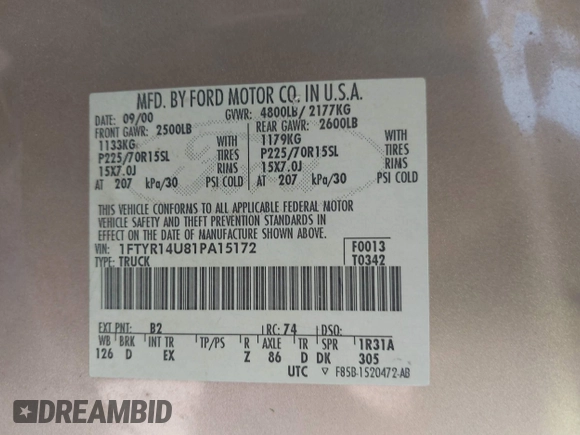 MFD. BY FORD MOTOR CO. IN U.S.A.
DATE: 09/00 GVWR: 4800LB/ 2177KG
FRONT GAWR: 2500LB REAR GAWR: 2600LB
1133KG WITH 1179KG WITH
P225/70R15SL TIRES P225/70R15SL TIRES
15X7.0J RIMS 15X7.0J RIMS
AT 207 kPa/30 PSI COLD AT 207 kPa/30 PSI COLD
THIS VEHICLE CONFORMS TO ALL APPLICABLE FEDERAL MOTOR
VEHICLE SAFETY AND THEFT PREVENTION STANDARDS IN
EFFECT ON THE DATE OF MANUFACTURE SHOWN ABOVE.
VIN: 1FTYR14U81PA15172 F0013
TYPE: TRUCK T0342
EXT PNT: B2 RC: 74 DSO:
WB BRK INT TR TP/PS R AXLE TR SPR 1R31A
126 D EX Z 86 D DK 305
UTC ▽ F85B-1520472-AB
DREAMBID